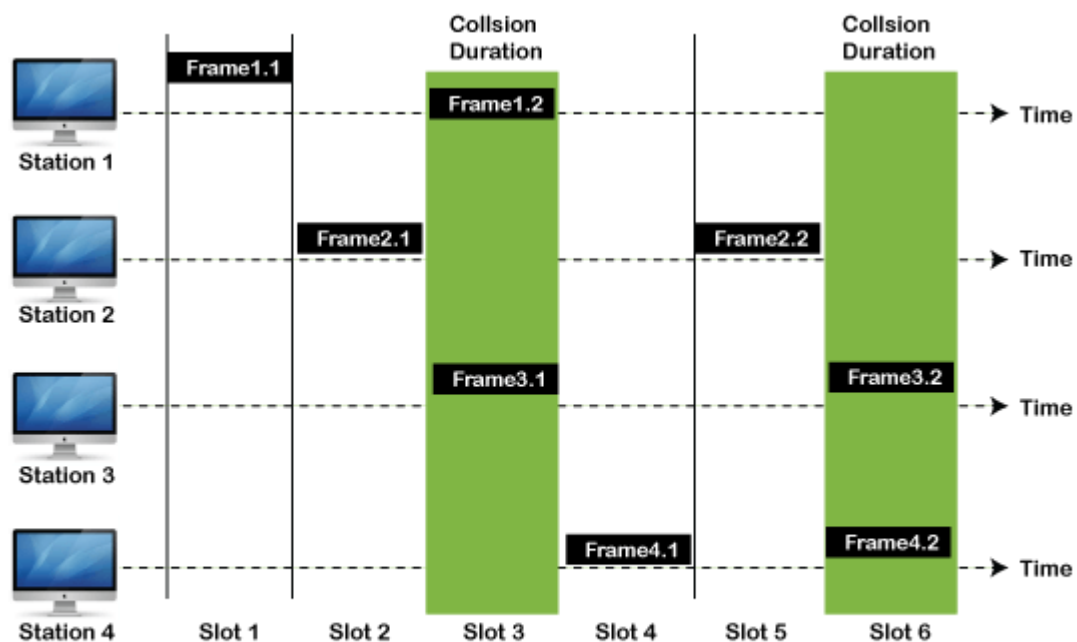 Collsion
Duration
Collsion
Duration
Frame1.1
Frame1.2
Time
Station 1
Frame2.1
Frame2.2
Time
Station 2
Frame3.1
Frame3.2
Time
Station 3
Frame4.1
Frame4.2
Time
Station 4
Slot 1
Slot 2
Slot 3
Slot 4
Slot 5
Slot 6